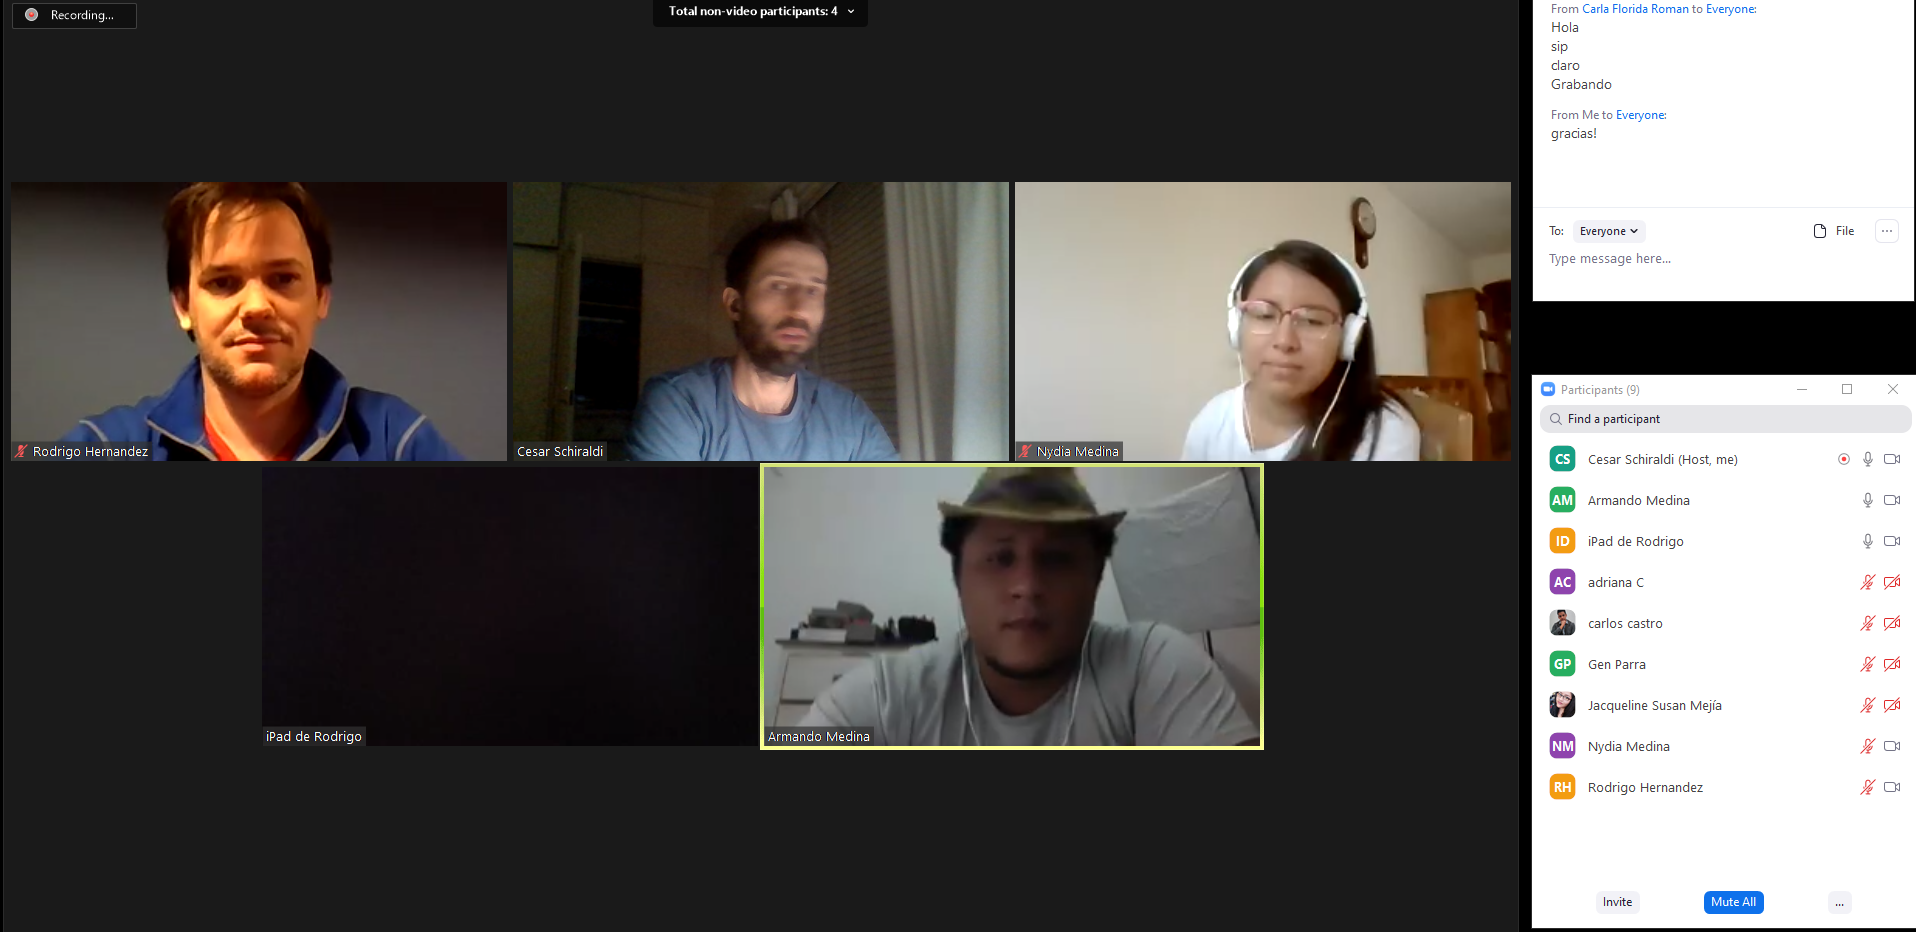 Recording...
Total non-video participants: 4
Rodrigo Hernandez
Cesar Schiraldi
Nydia Medina
iPad de Rodrigo
Armando Medina
From Carla Florida Roman to Everyone:
Hola
sip
claro
Grabando
From Me to Everyone:
gracias!
To: Everyone File ...
Type message here...
Participants (9)
Find a participant
CS Cesar Schiraldi (Host, me)
AM Armando Medina
ID iPad de Rodrigo
AC adriana C
carlos castro
GP Gen Parra
Jacqueline Susan Mejía
NM Nydia Medina
RH Rodrigo Hernandez
Invite Mute All ...